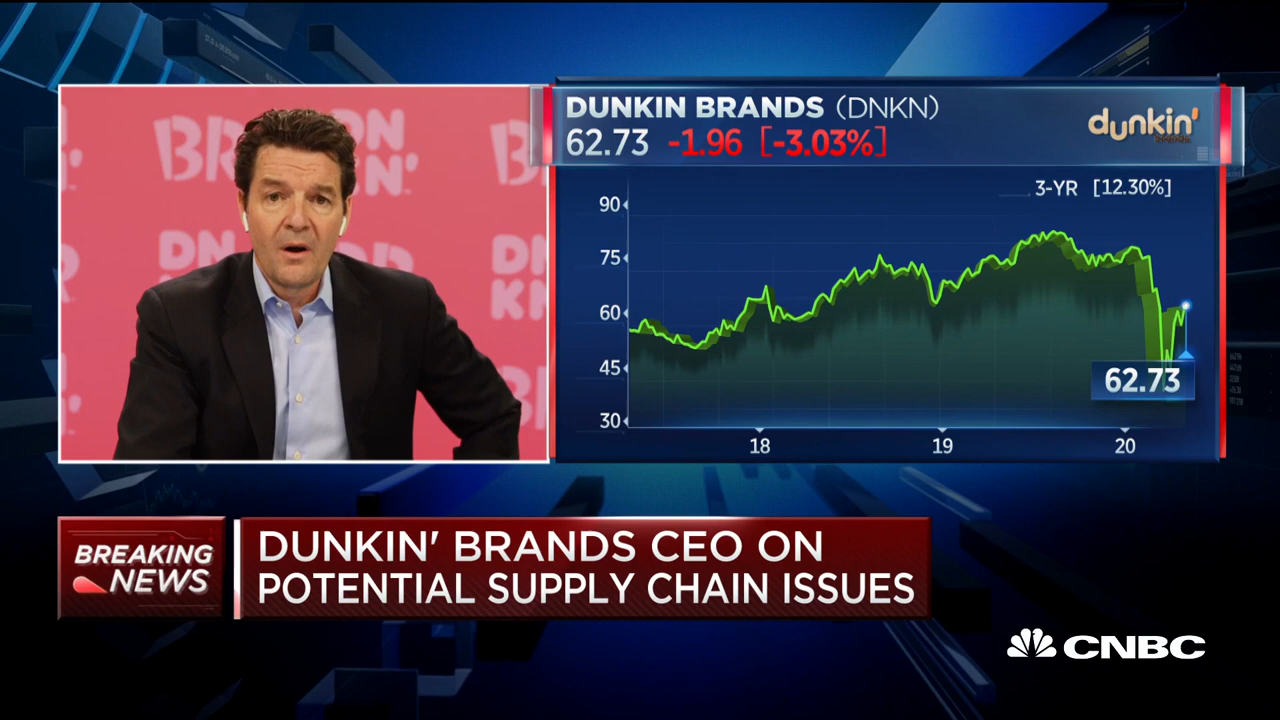 DUNKIN BRANDS (DNKN)
62.73 -1.96 [-3.03%]
dunkin'
3-YR [12.30%]
90
75
60
45
30
62.73
18 19 20
BREAKING
NEWS
DUNKIN' BRANDS CEO ON
POTENTIAL SUPPLY CHAIN ISSUES
CNBC